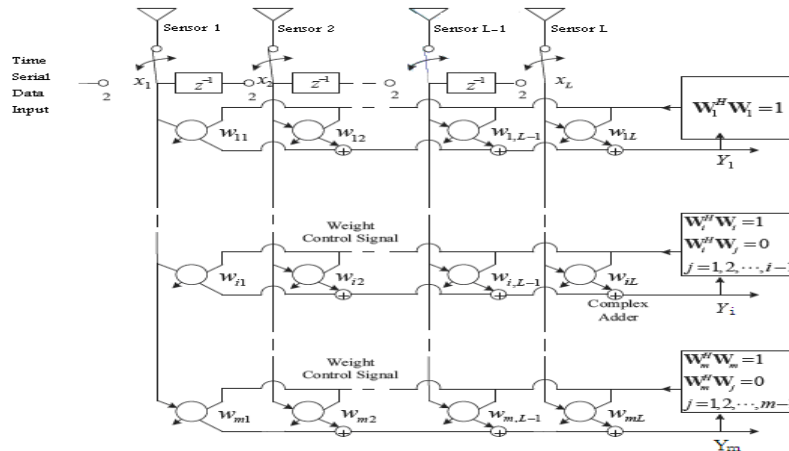 Sensor 1
Sensor 2
Sensor L-1
Sensor L
Time
Serial
Data
Input
2
x₁
z⁻¹
2
x₂
z⁻¹
2
z⁻¹
2
x_L
w₁₁
w₁₂
w₁,L-1
w₁L
W₁ᴴW₁=1
Y₁
Weight
Control Signal
wᵢ₁
wᵢ₂
wᵢ,L-1
wᵢL
Complex
Adder
WᵢᴴWᵢ=1
WᵢᴴWⱼ=0
j=1,2,⋯,i-1
Yᵢ
Weight
Control Signal
wₘ₁
wₘ₂
wₘ,L-1
wₘL
WₘᴴWₘ=1
WₘᴴWⱼ=0
j=1,2,⋯,m-
Yₘ